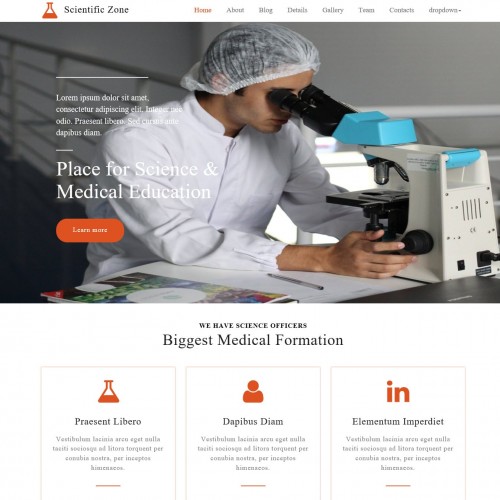 Scientific Zone
Home About Blog Details Gallery Team Contacts dropdown
Lorem ipsum dolor sit amet,
consectetur adipiscing elit. Integer nec
odio. Praesent libero. Sed cursus ante
dapibus diam.
Place for Science &
Medical Education
Learn more
WE HAVE SCIENCE OFFICERS
Biggest Medical Formation
Praesent Libero
Vestibulum lacinia arcu eget nulla
taciti sociosqu ad litora torquent per
conubia nostra, per inceptos
himenaeos.
Dapibus Diam
Vestibulum lacinia arcu eget nulla
taciti sociosqu ad litora torquent per
conubia nostra, per inceptos
himenaeos.
in
Elementum Imperdiet
Vestibulum lacinia arcu eget nulla
taciti sociosqu ad litora torquent per
conubia nostra, per inceptos
himenaeos.